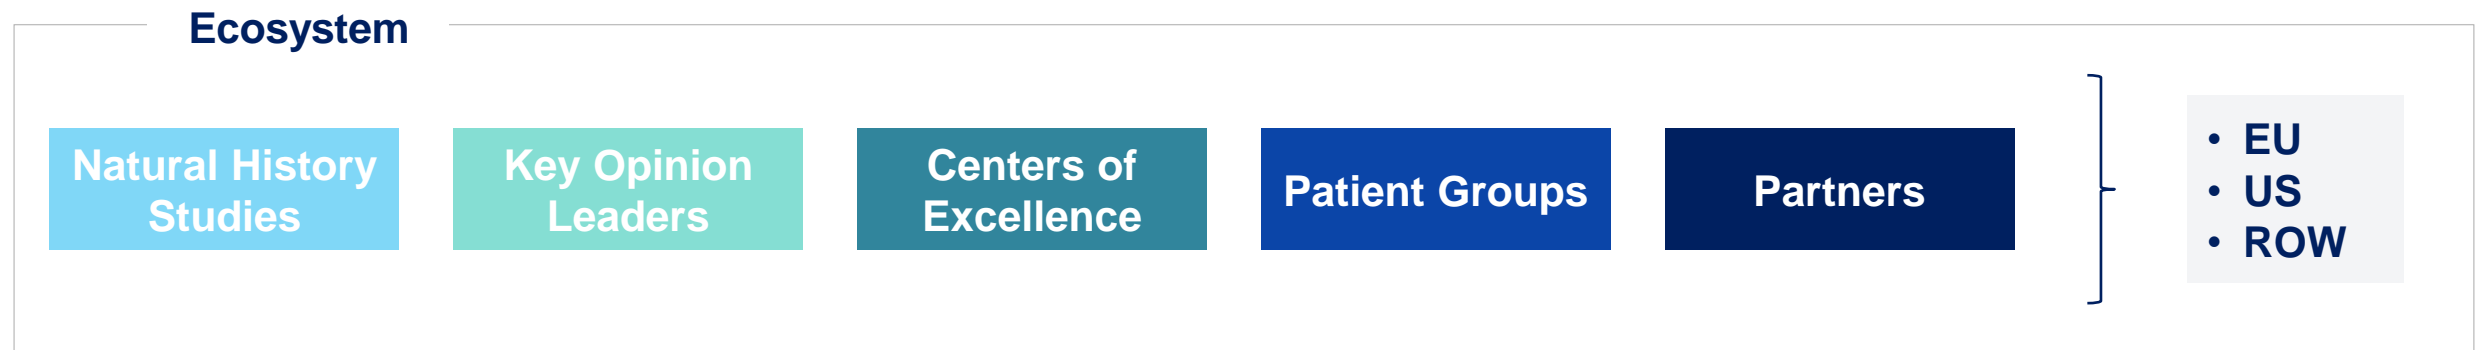 Ecosystem
Natural History
Studies
Key Opinion
Leaders
Centers of
Excellence
Patient Groups
Partners
• EU
• US
• ROW